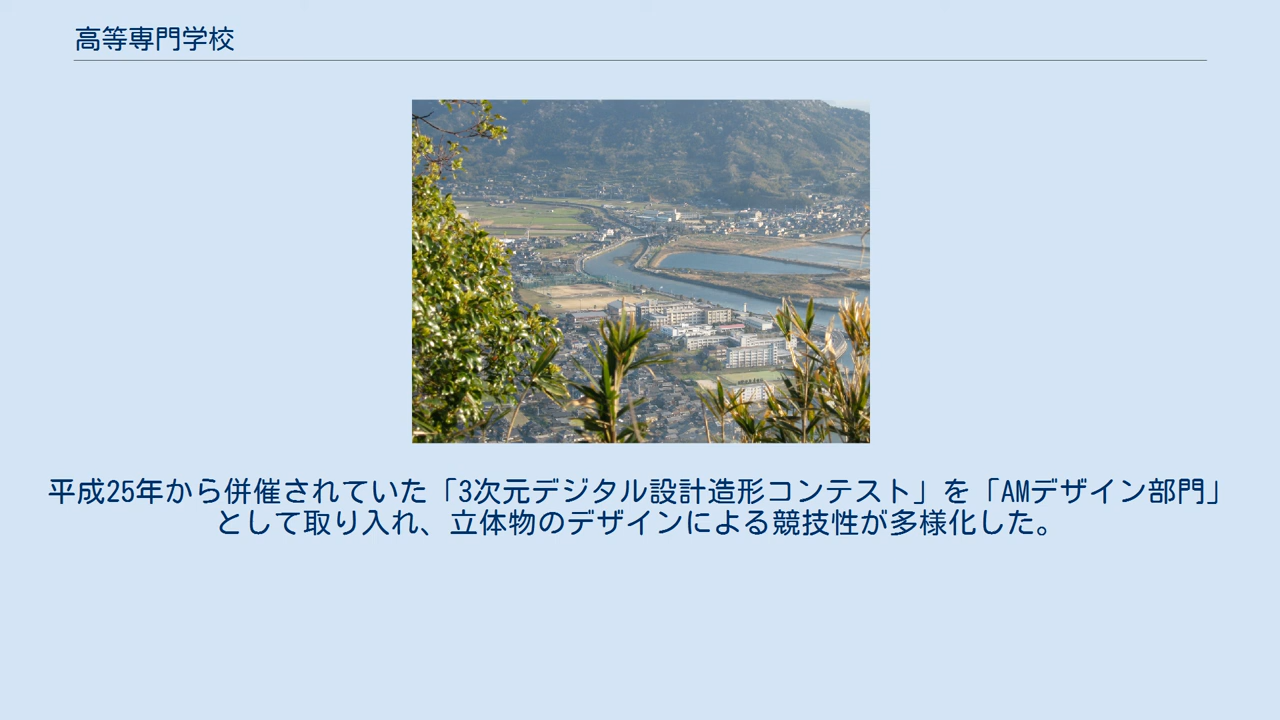 高等専門学校
平成25年から併催されていた「3次元デジタル設計造形コンテスト」を「AMデザイン部門」
として取り入れ、立体物のデザインによる競技性が多様化した。